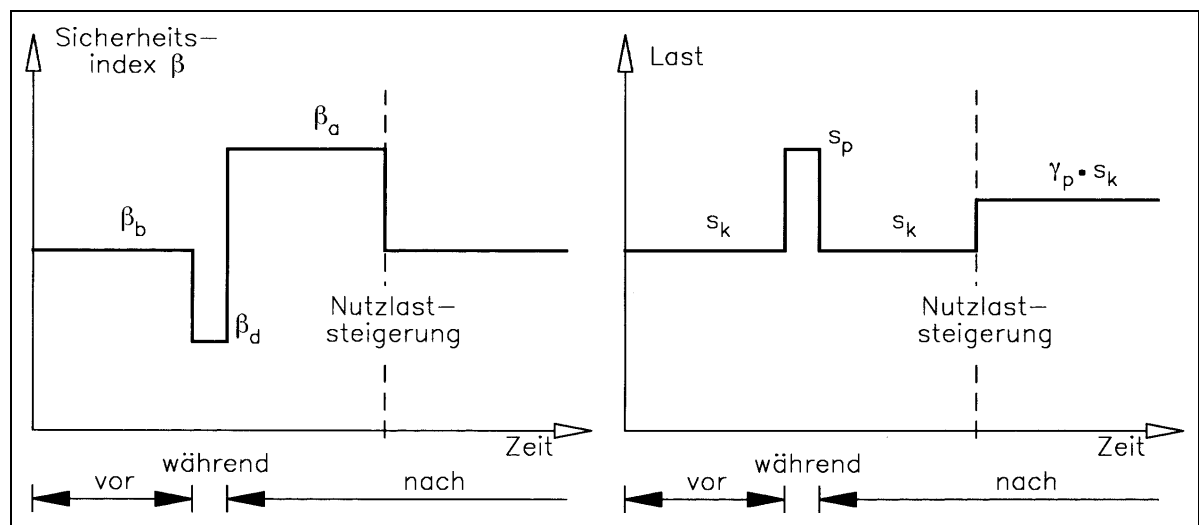 Sicherheits-
index β
β_a
β_b
β_d
Nutzlast-
steigerung
Zeit
während
vor
nach
Last
s_p
γ_p · s_k
s_k
s_k
Nutzlast-
steigerung
Zeit
während
vor
nach